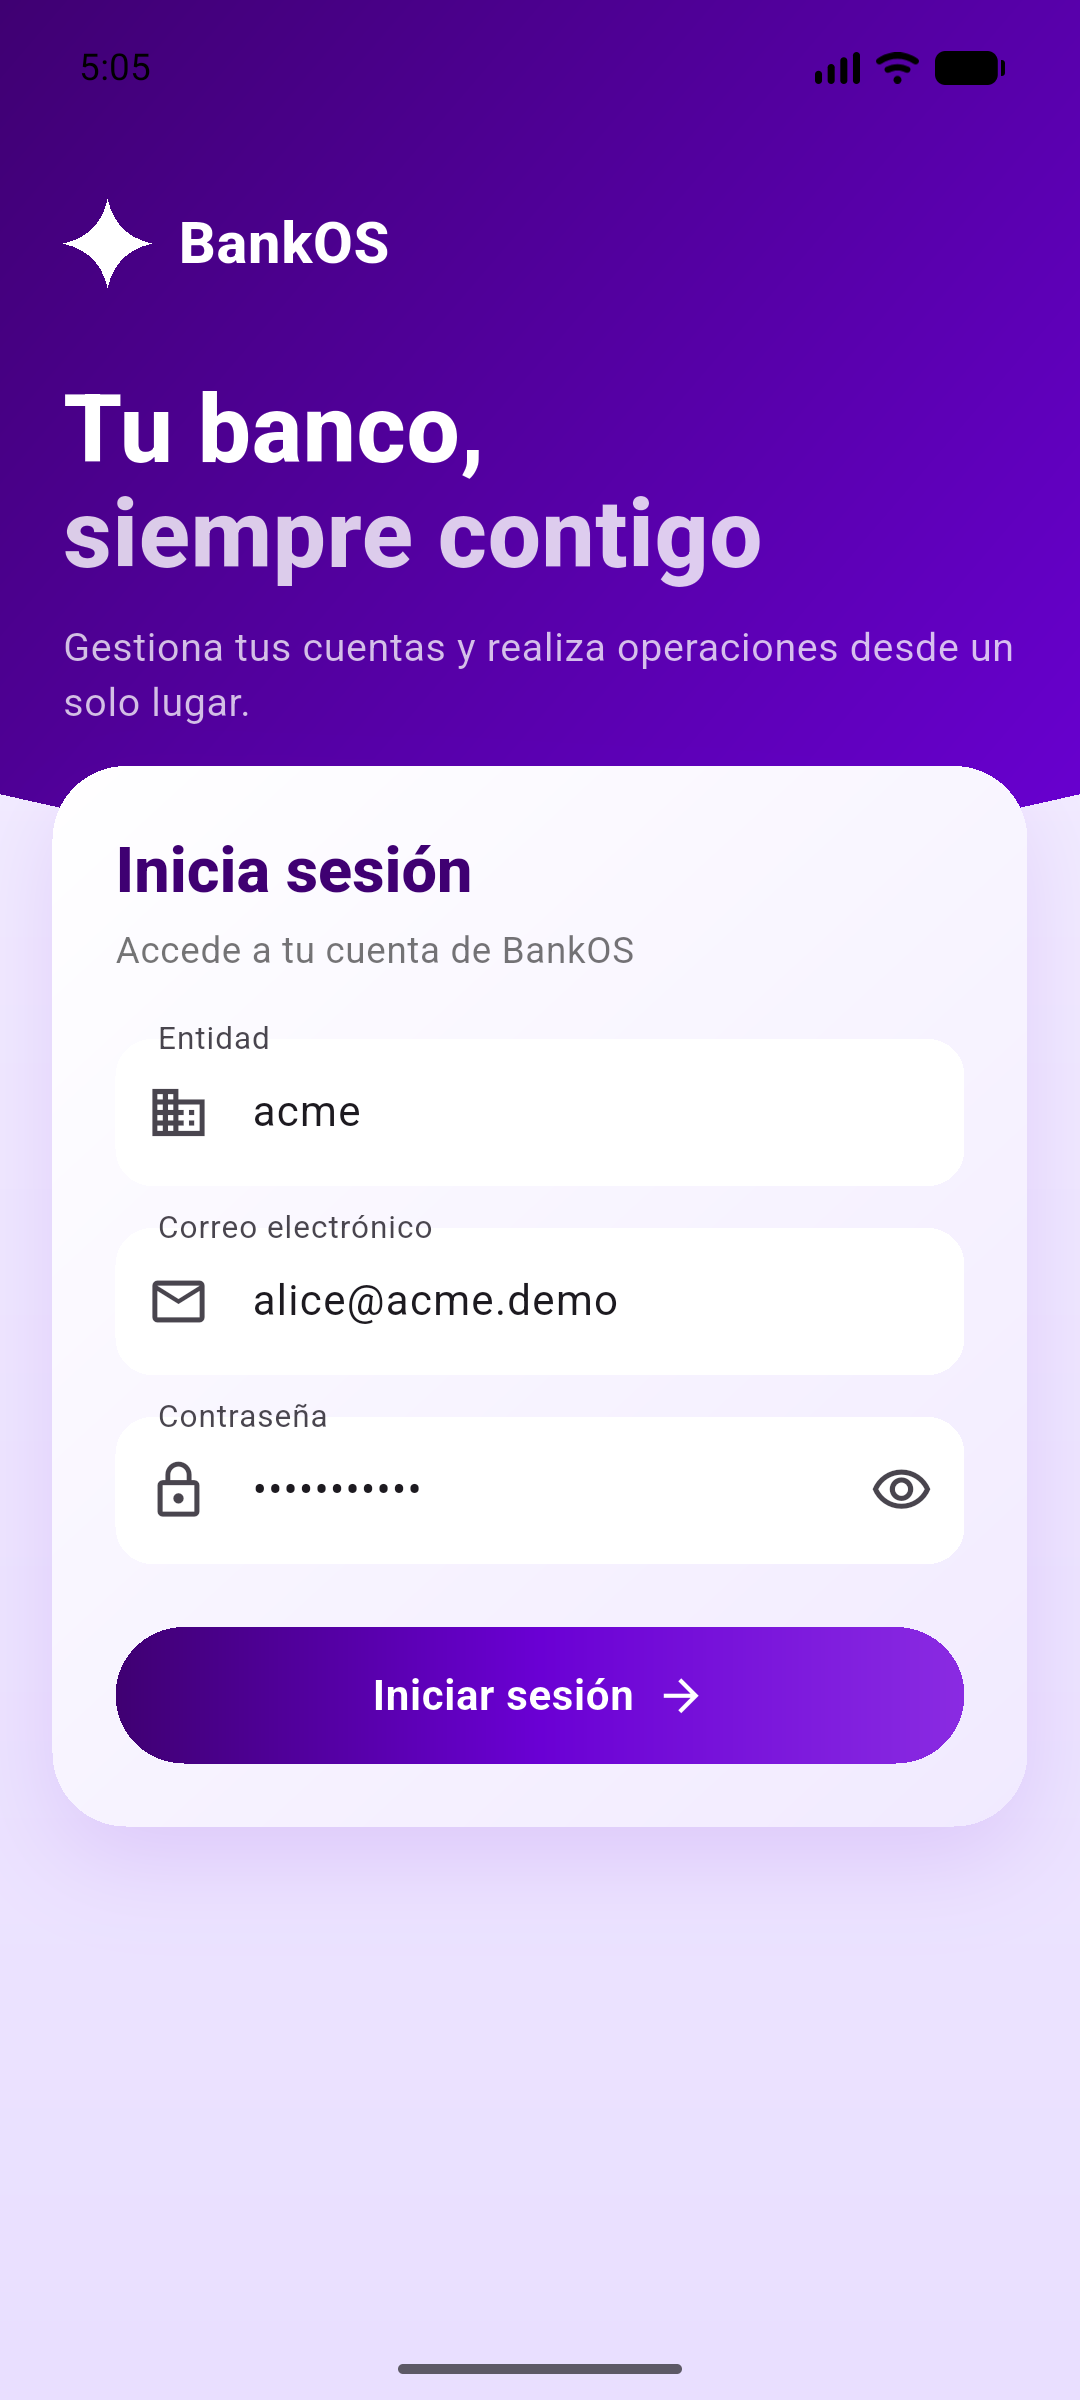 5:05
BankOS
Tu banco,
siempre contigo
Gestiona tus cuentas y realiza operaciones desde un
solo lugar.
Inicia sesión
Accede a tu cuenta de BankOS
Entidad
acme
Correo electrónico
alice@acme.demo
Contraseña
•••••••••••
Iniciar sesión →